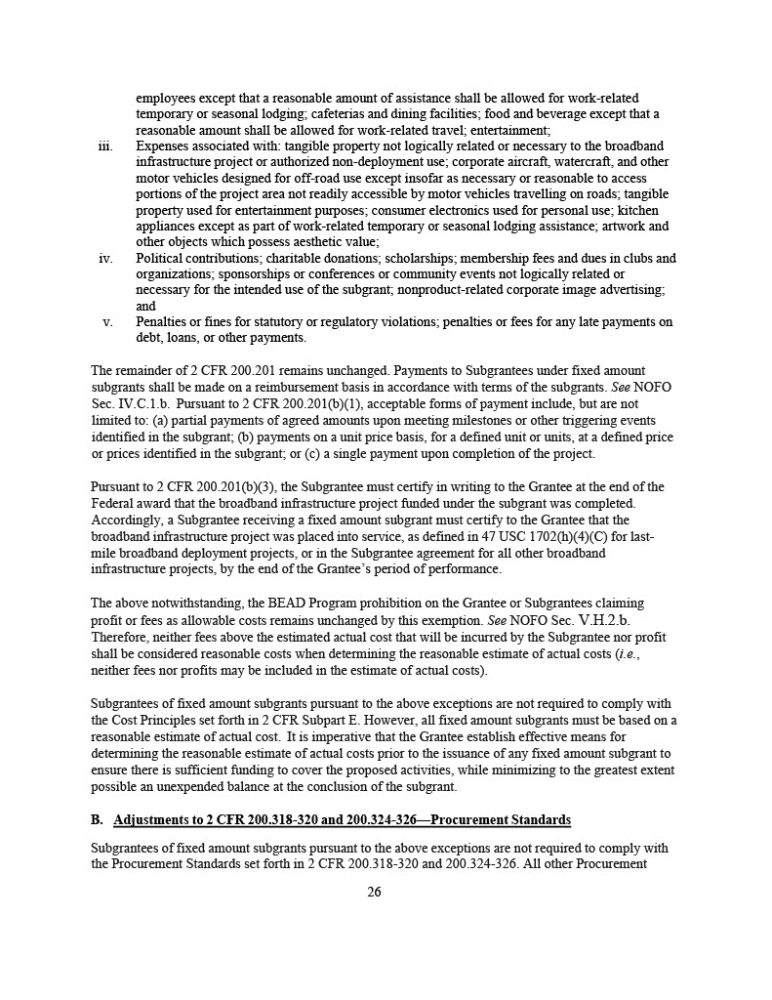 employees except that a reasonable amount of assistance shall be allowed for work-related
temporary or seasonal lodging; cafeterias and dining facilities; food and beverage except that a
reasonable amount shall be allowed for work-related travel; entertainment;
iii. Expenses associated with: tangible property not logically related or necessary to the broadband
infrastructure project or authorized non-deployment use; corporate aircraft, watercraft, and other
motor vehicles designed for off-road use except insofar as necessary or reasonable to access
portions of the project area not readily accessible by motor vehicles travelling on roads; tangible
property used for entertainment purposes; consumer electronics used for personal use; kitchen
appliances except as part of work-related temporary or seasonal lodging assistance; artwork and
other objects which possess aesthetic value;
iv. Political contributions; charitable donations; scholarships; membership fees and dues in clubs and
organizations; sponsorships or conferences or community events not logically related or
necessary for the intended use of the subgrant; nonproduct-related corporate image advertising;
and
v. Penalties or fines for statutory or regulatory violations; penalties or fees for any late payments on
debt, loans, or other payments.
The remainder of 2 CFR 200.201 remains unchanged. Payments to Subgrantees under fixed amount
subgrants shall be made on a reimbursement basis in accordance with terms of the subgrants. See NOFO
Sec. IV.C.1.b. Pursuant to 2 CFR 200.201(b)(1), acceptable forms of payment include, but are not
limited to: (a) partial payments of agreed amounts upon meeting milestones or other triggering events
identified in the subgrant; (b) payments on a unit price basis, for a defined unit or units, at a defined price
or prices identified in the subgrant; or (c) a single payment upon completion of the project.
Pursuant to 2 CFR 200.201(b)(3), the Subgrantee must certify in writing to the Grantee at the end of the
Federal award that the broadband infrastructure project funded under the subgrant was completed.
Accordingly, a Subgrantee receiving a fixed amount subgrant must certify to the Grantee that the
broadband infrastructure project was placed into service, as defined in 47 USC 1702(h)(4)(C) for last-
mile broadband deployment projects, or in the Subgrantee agreement for all other broadband
infrastructure projects, by the end of the Grantee's period of performance.
The above notwithstanding, the BEAD Program prohibition on the Grantee or Subgrantees claiming
profit or fees as allowable costs remains unchanged by this exemption. See NOFO Sec. V.H.2.b.
Therefore, neither fees above the estimated actual cost that will be incurred by the Subgrantee nor profit
shall be considered reasonable costs when determining the reasonable estimate of actual costs (i.e.,
neither fees nor profits may be included in the estimate of actual costs).
Subgrantees of fixed amount subgrants pursuant to the above exceptions are not required to comply with
the Cost Principles set forth in 2 CFR Subpart E. However, all fixed amount subgrants must be based on a
reasonable estimate of actual cost. It is imperative that the Grantee establish effective means for
determining the reasonable estimate of actual costs prior to the issuance of any fixed amount subgrant to
ensure there is sufficient funding to cover the proposed activities, while minimizing to the greatest extent
possible an unexpended balance at the conclusion of the subgrant.
B. Adjustments to 2 CFR 200.318-320 and 200.324-326—Procurement Standards
Subgrantees of fixed amount subgrants pursuant to the above exceptions are not required to comply with
the Procurement Standards set forth in 2 CFR 200.318-320 and 200.324-326. All other Procurement
26